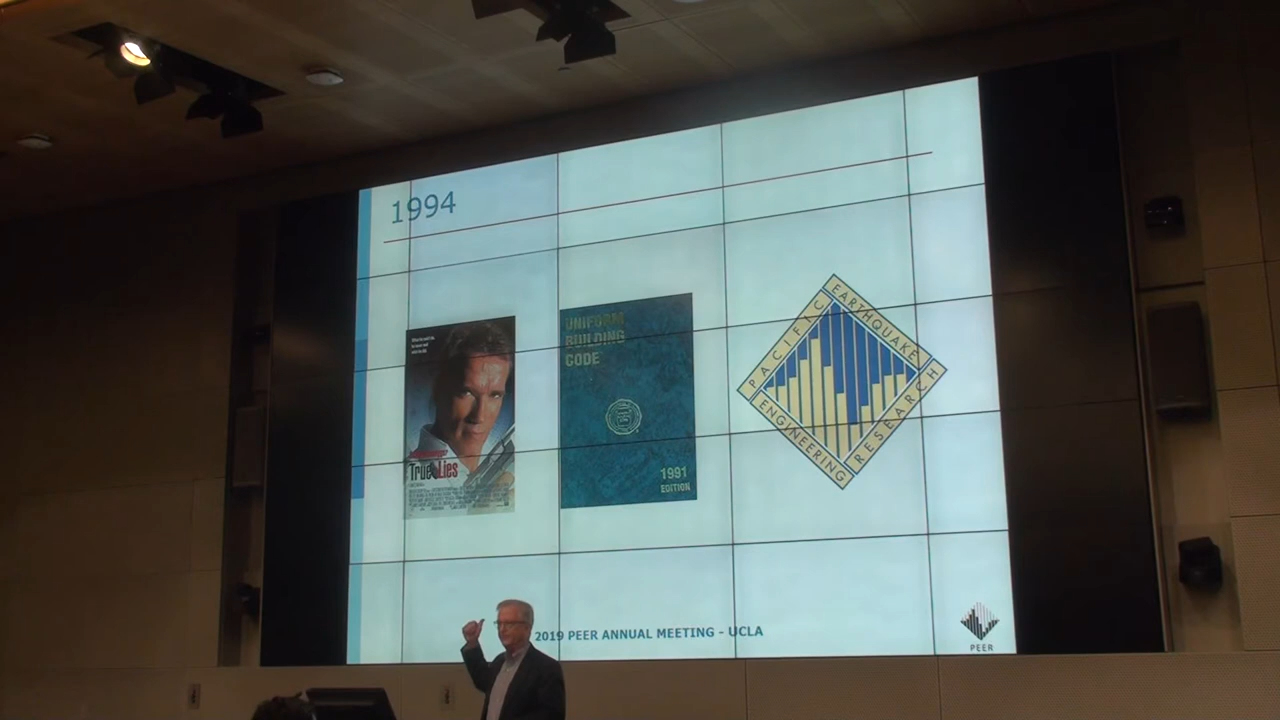 1994
True Lies
UNIFORM
BUILDING
CODE
1991
EDITION
PACIFIC
EARTHQUAKE
ENGINEERING
RESEARCH
2019 PEER ANNUAL MEETING - UCLA
PEER